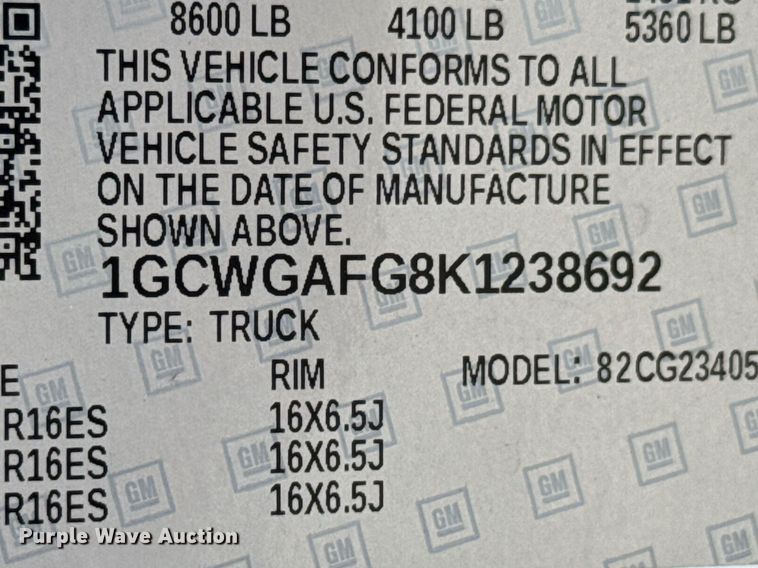 8600 LB 4100 LB 5360 LB
THIS VEHICLE CONFORMS TO ALL
APPLICABLE U.S. FEDERAL MOTOR
VEHICLE SAFETY STANDARDS IN EFFECT
ON THE DATE OF MANUFACTURE
SHOWN ABOVE.
1GCWGAFG8K1238692
TYPE: TRUCK
E RIM MODEL: 82CG23405
R16ES 16X6.5J
R16ES 16X6.5J
R16ES 16X6.5J
GM
Purple Wave Auction